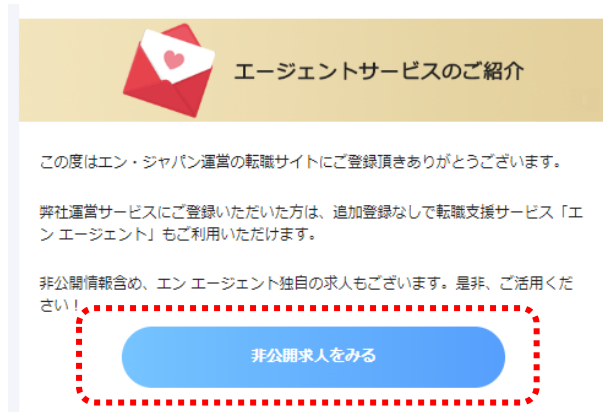 エージェントサービスのご紹介
この度はエン・ジャパン運営の転職サイトにご登録頂きありがとうございます。
弊社運営サービスにご登録いただいた方は、追加登録なしで転職支援サービス「エ
ン エージェント」もご利用いただけます。
非公開情報含め、エン エージェント独自の求人もございます。是非、ご活用くだ
さい！
非公開求人をみる